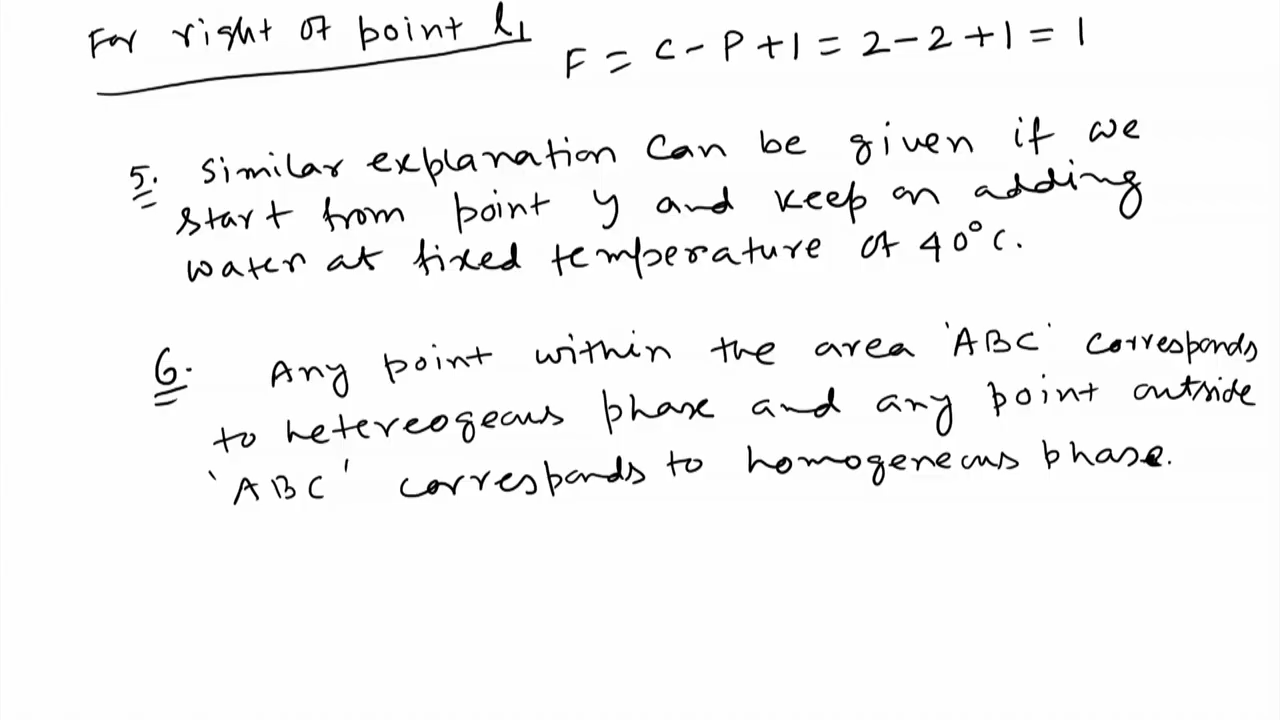 For right of point l1 F = C - P + 1 = 2 - 2 + 1 = 1
5. Similar explanation can be given if we
start from point y and keep on adding
water at fixed temperature of 40°C.
6. Any point within the area 'ABC' corresponds
to hetereogeous phase and any point outside
'ABC' corresponds to homogeneous phase.